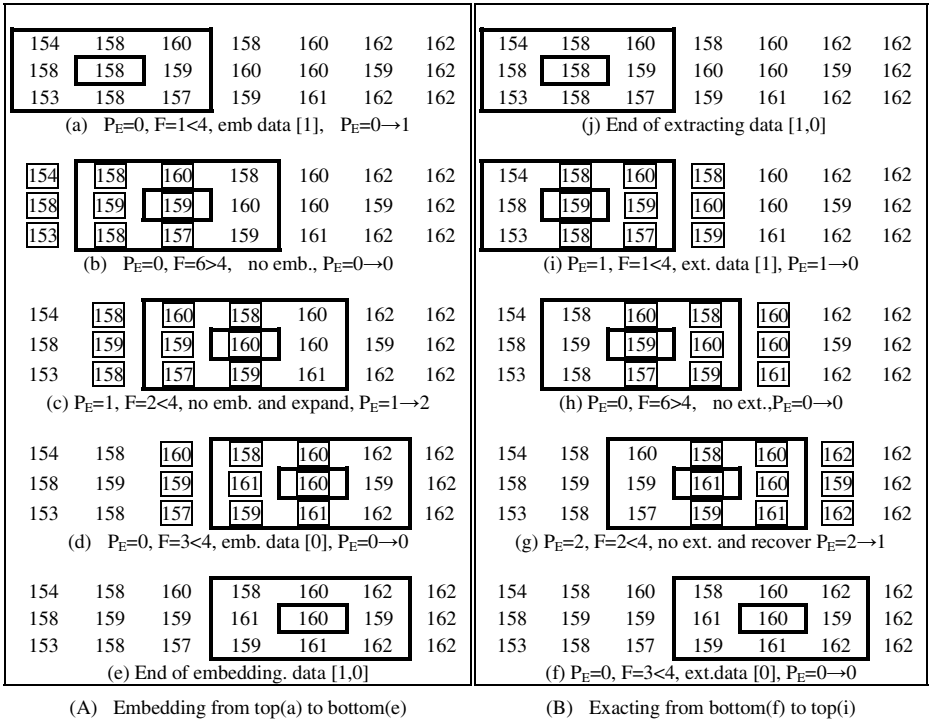 154 158 160 158 160 162 162
158 158 159 160 160 159 162
153 158 157 159 161 162 162
(a) P_E=0, F=1<4, emb data [1], P_E=0→1
154 158 160 158 160 162 162
158 159 159 160 160 159 162
153 158 157 159 161 162 162
(b) P_E=0, F=6>4, no emb., P_E=0→0
154 158 160 158 160 162 162
158 159 159 160 160 159 162
153 158 157 159 161 162 162
(c) P_E=1, F=2<4, no emb. and expand, P_E=1→2
154 158 160 158 160 162 162
158 159 159 161 160 159 162
153 158 157 159 161 162 162
(d) P_E=0, F=3<4, emb. data [0], P_E=0→0
154 158 160 158 160 162 162
158 159 159 161 160 159 162
153 158 157 159 161 162 162
(e) End of embedding. data [1,0]
(A) Embedding from top(a) to bottom(e)
154 158 160 158 160 162 162
158 158 159 160 160 159 162
153 158 157 159 161 162 162
(j) End of extracting data [1,0]
154 158 160 158 160 162 162
158 159 159 160 160 159 162
153 158 157 159 161 162 162
(i) P_E=1, F=1<4, ext. data [1], P_E=1→0
154 158 160 158 160 162 162
158 159 159 160 160 159 162
153 158 157 159 161 162 162
(h) P_E=0, F=6>4, no ext.,P_E=0→0
154 158 160 158 160 162 162
158 159 159 161 160 159 162
153 158 157 159 161 162 162
(g) P_E=2, F=2<4, no ext. and recover P_E=2→1
154 158 160 158 160 162 162
158 159 159 161 160 159 162
153 158 157 159 161 162 162
(f) P_E=0, F=3<4, ext.data [0], P_E=0→0
(B) Exacting from bottom(f) to top(i)